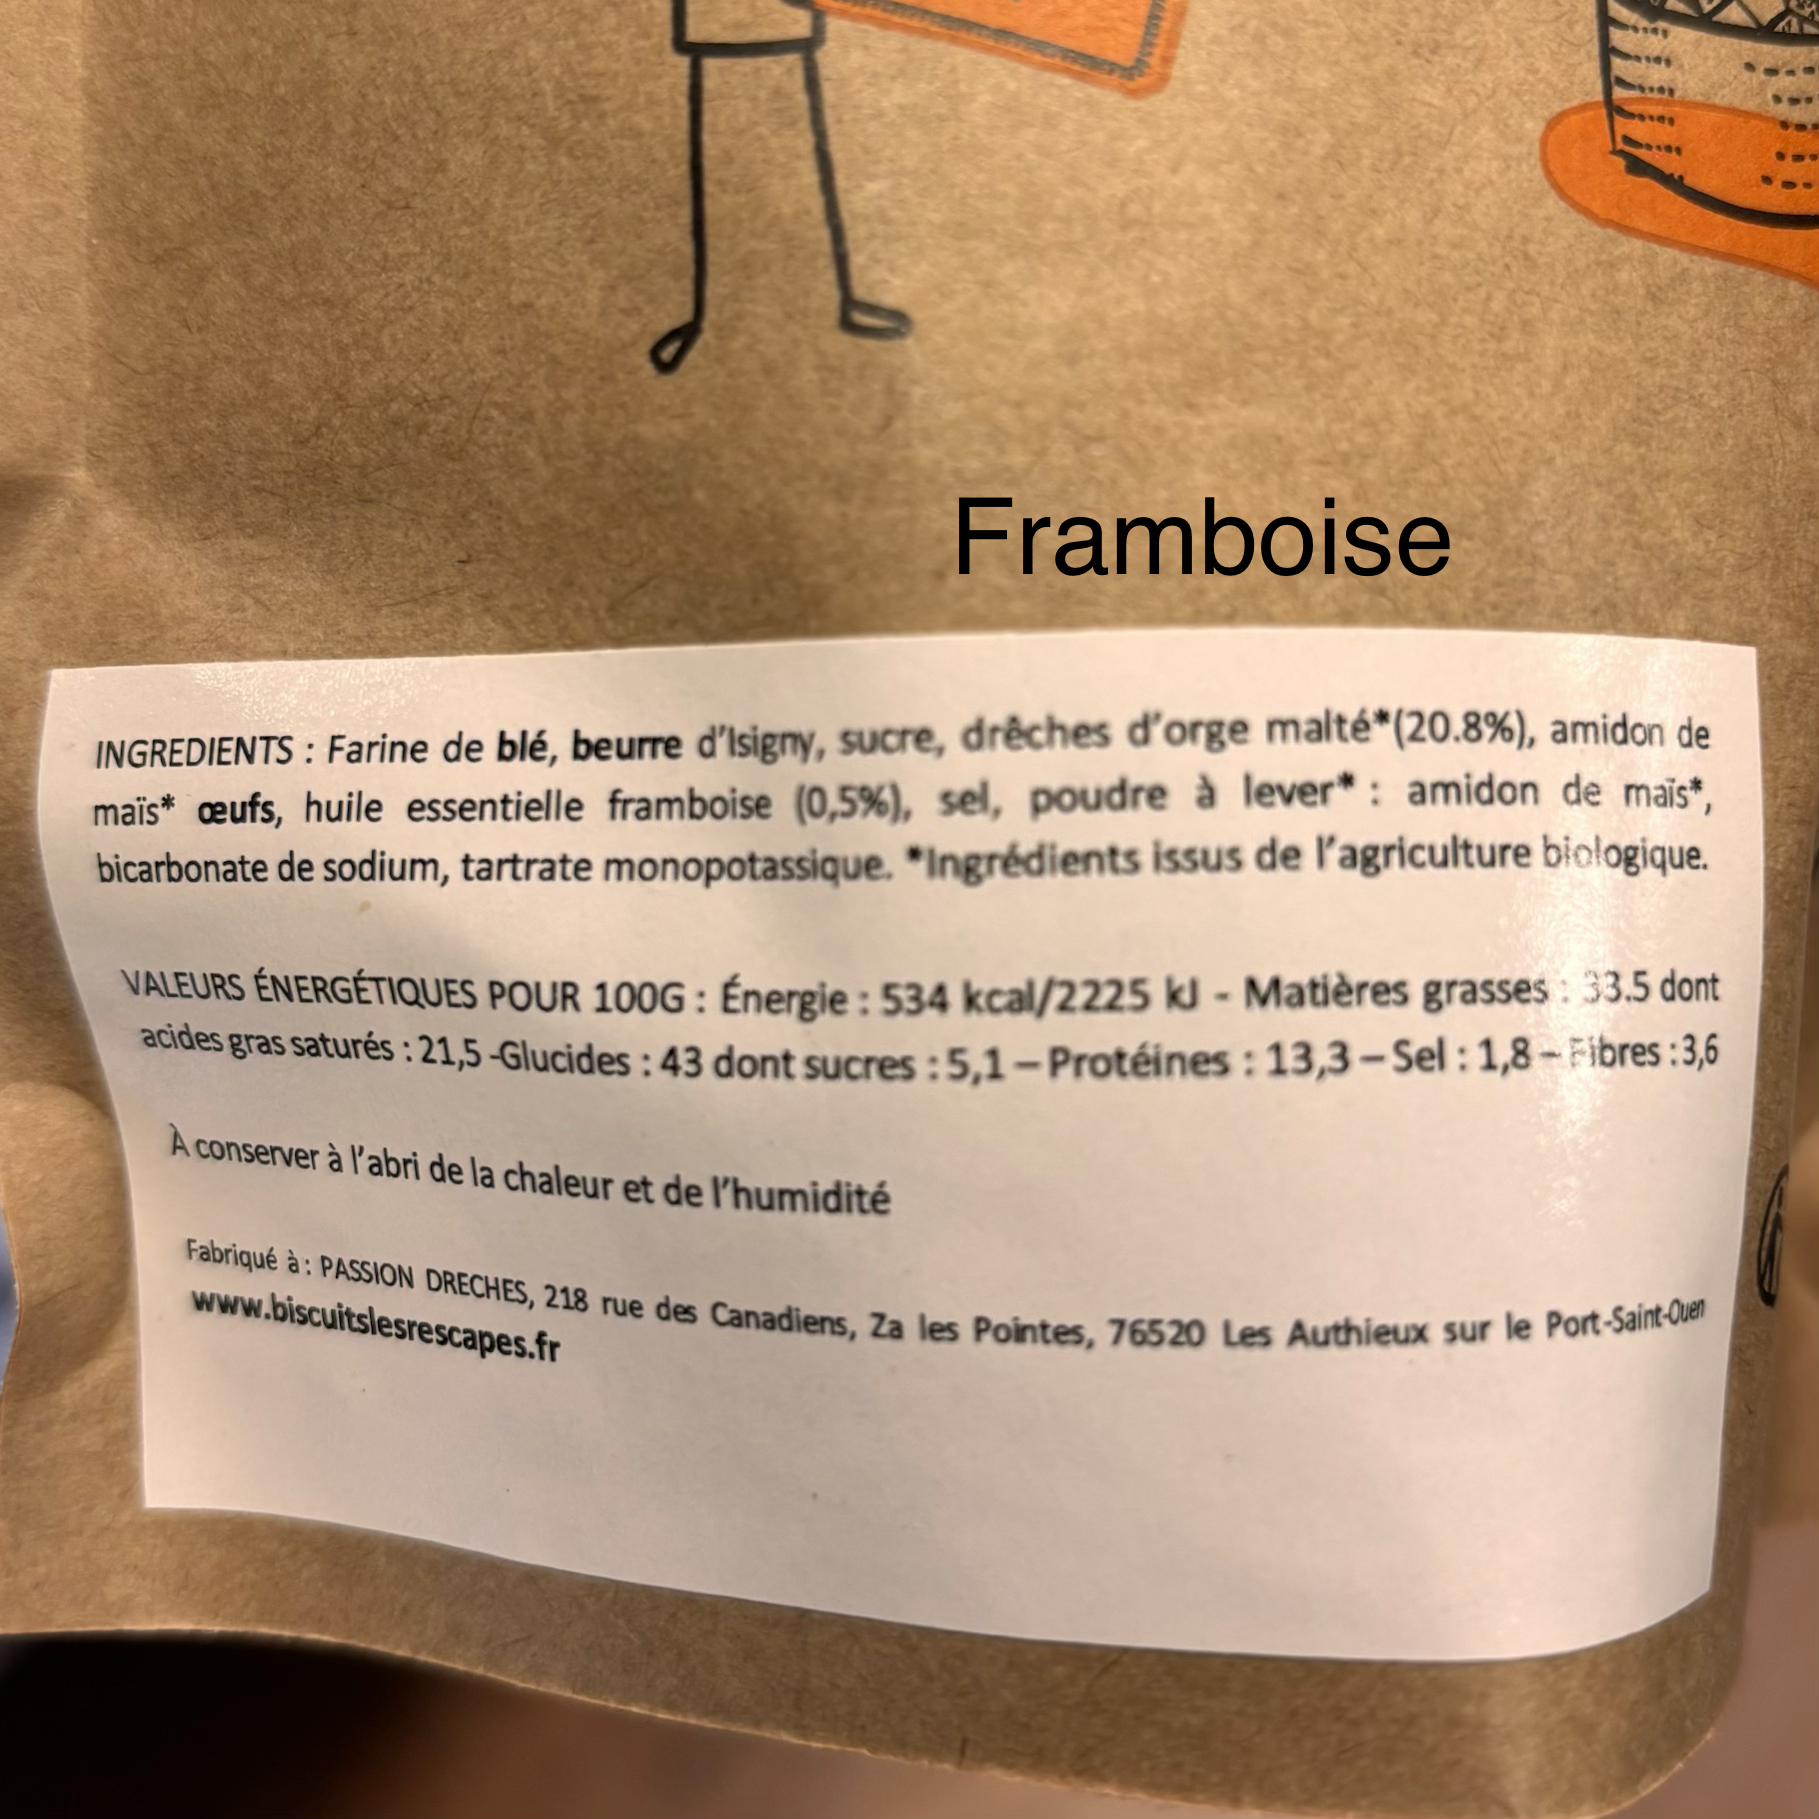 Framboise
INGREDIENTS : Farine de blé, beurre d'Isigny, sucre, drêches d'orge malté*(20.8%), amidon de
maïs* œufs, huile essentielle framboise (0,5%), sel, poudre à lever* : amidon de maïs*,
bicarbonate de sodium, tartrate monopotassique. *Ingrédients issus de l'agriculture biologique.
VALEURS ÉNERGÉTIQUES POUR 100G : Énergie : 534 kcal/2225 kJ - Matières grasses : 33.5 dont
acides gras saturés : 21,5 -Glucides : 43 dont sucres : 5,1 – Protéines : 13,3 – Sel : 1,8 – Fibres : 3,6
À conserver à l'abri de la chaleur et de l'humidité
Fabriqué à : PASSION DRECHES, 218 rue des Canadiens, Za les Pointes, 76520 Les Authieux sur le Port-Saint-Ouen
www.biscuitslesrescapes.fr